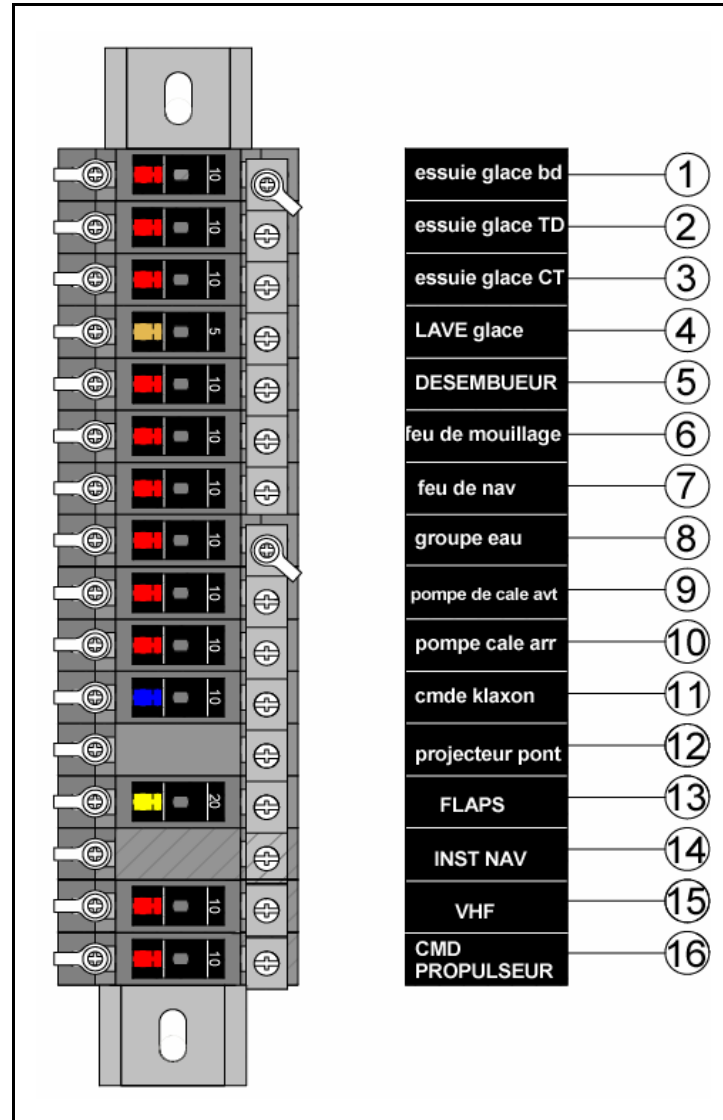 10 essuie glace bd 1
10 essuie glace TD 2
10 essuie glace CT 3
5 LAVE glace 4
10 DESEMBUEUR 5
10 feu de mouillage 6
10 feu de nav 7
10 groupe eau 8
10 pompe de cale avt 9
10 pompe cale arr 10
10 cmde klaxon 11
projecteur pont 12
20 FLAPS 13
INST NAV 14
10 VHF 15
10 CMD 16
PROPULSEUR